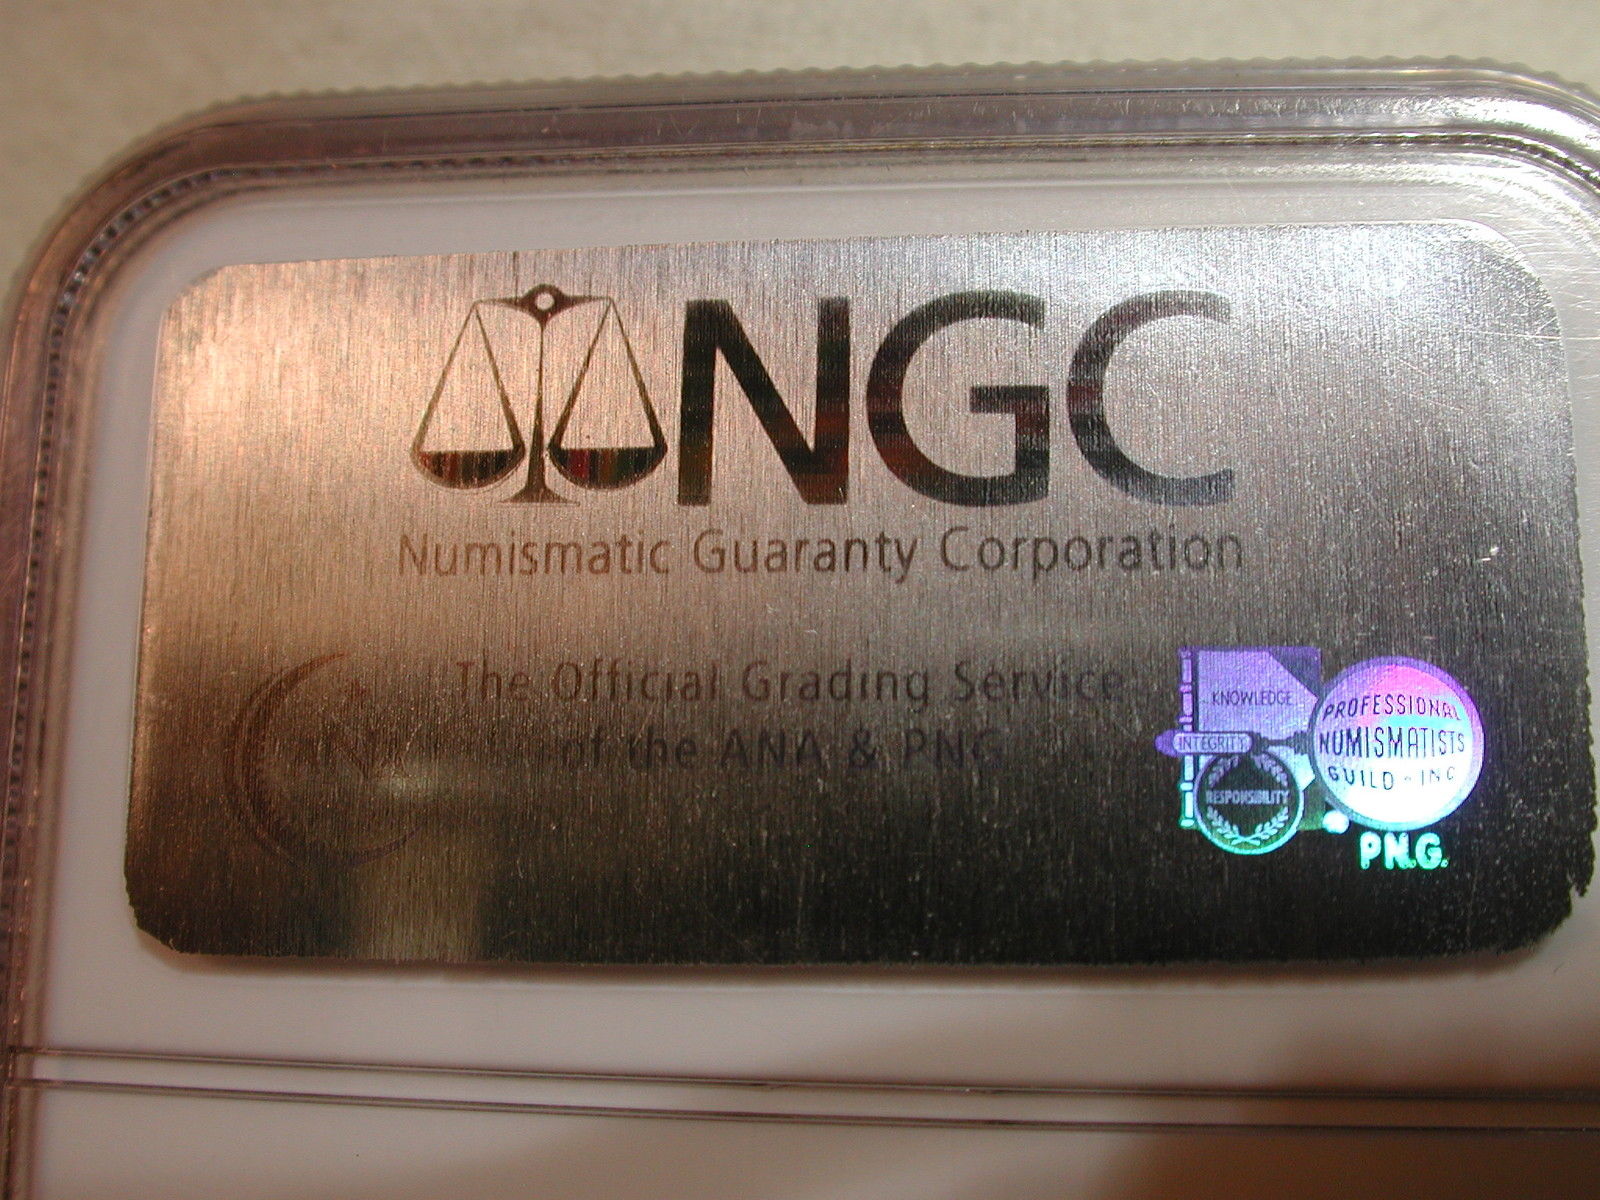 NGC
Numismatic Guaranty Corporation
The Official Grading Service
of the ANA & PNG
KNOWLEDGE
INTEGRITY
RESPONSIBILITY
PROFESSIONAL
NUMISMATISTS
GUILD - INC
P.N.G.